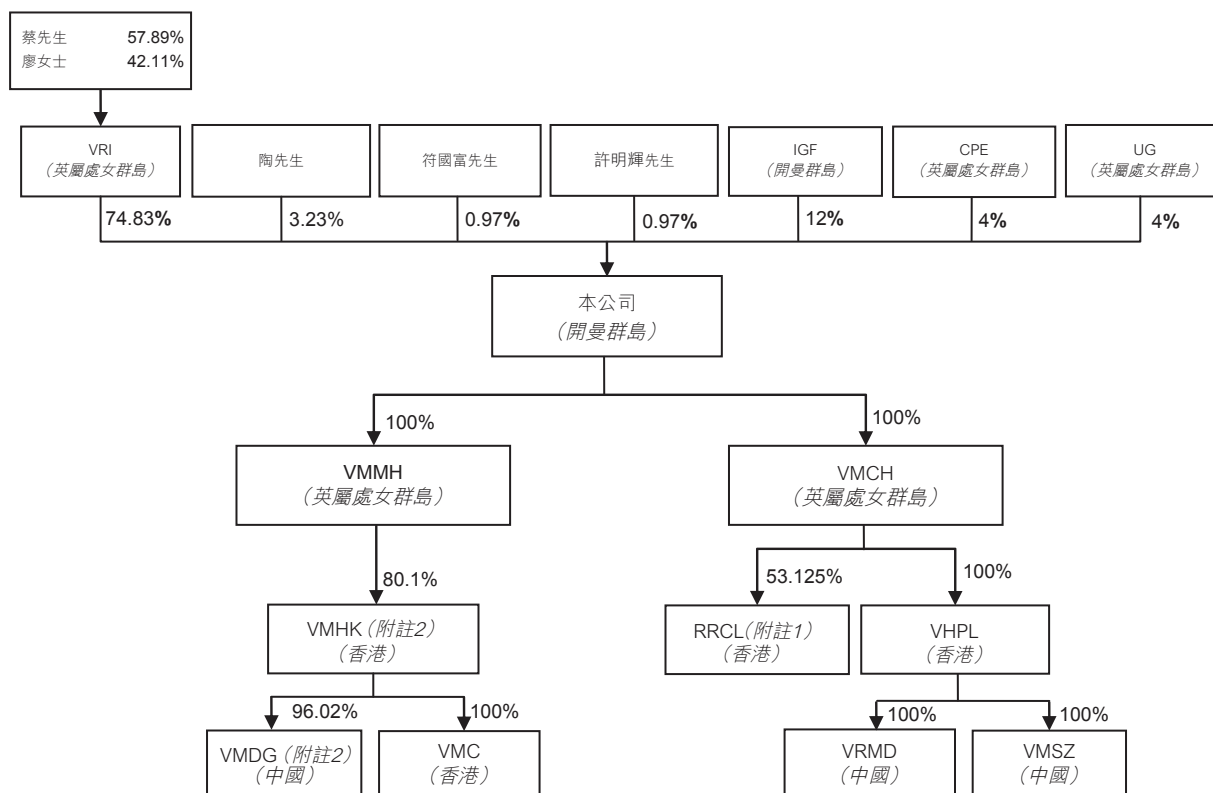 蔡先生 57.89%
廖女士 42.11%
VRI
（英屬處女群島）
陶先生
符國富先生
許明輝先生
IGF
（開曼群島）
CPE
（英屬處女群島）
UG
（英屬處女群島）
74.83%
3.23%
0.97%
0.97%
12%
4%
4%
本公司
（開曼群島）
100%
100%
VMMH
（英屬處女群島）
VMCH
（英屬處女群島）
80.1%
53.125%
100%
VMHK（附註2）
（香港）
RRCL（附註1）
（香港）
VHPL
（香港）
96.02%
100%
100%
100%
VMDG（附註2）
（中國）
VMC
（香港）
VRMD
（中國）
VMSZ
（中國）